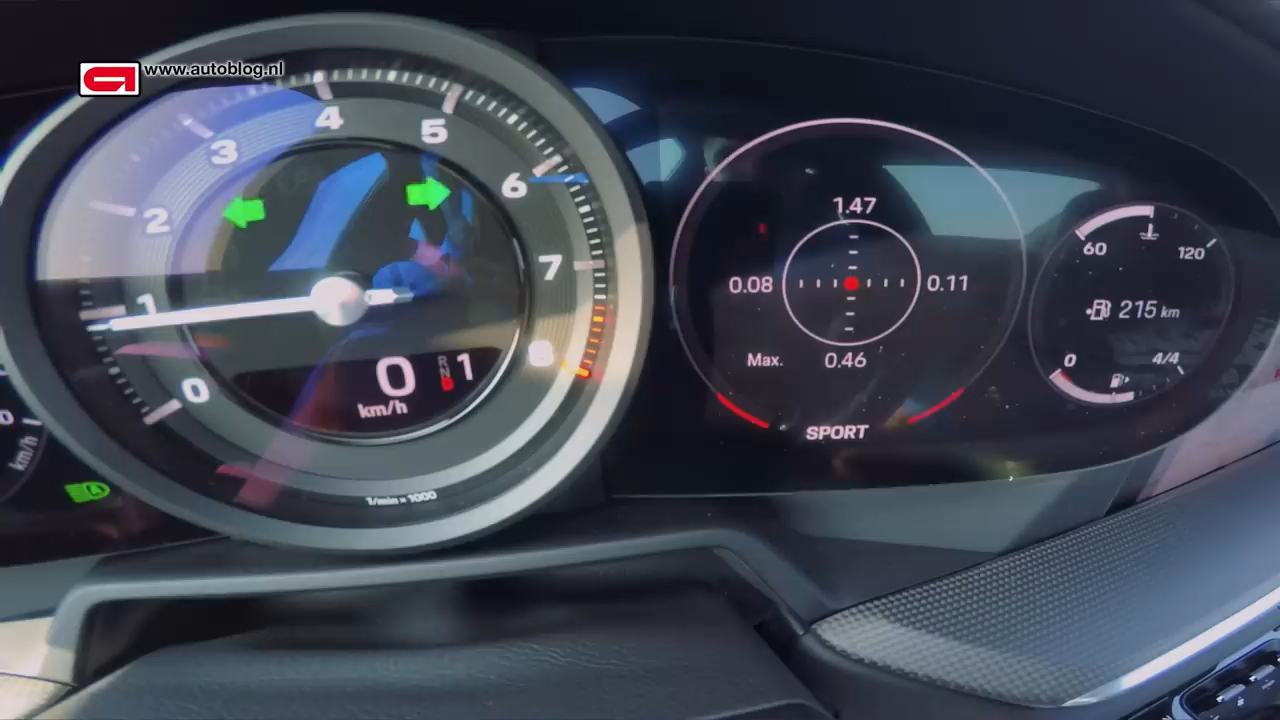 www.autoblog.nl
0 1 2 3 4 5 6 7 8
0 R N 1
km/h
1/min = 1000
km/h
1.47
0.08 0.11
Max. 0.46
SPORT
60 120
215 km
0 4/4